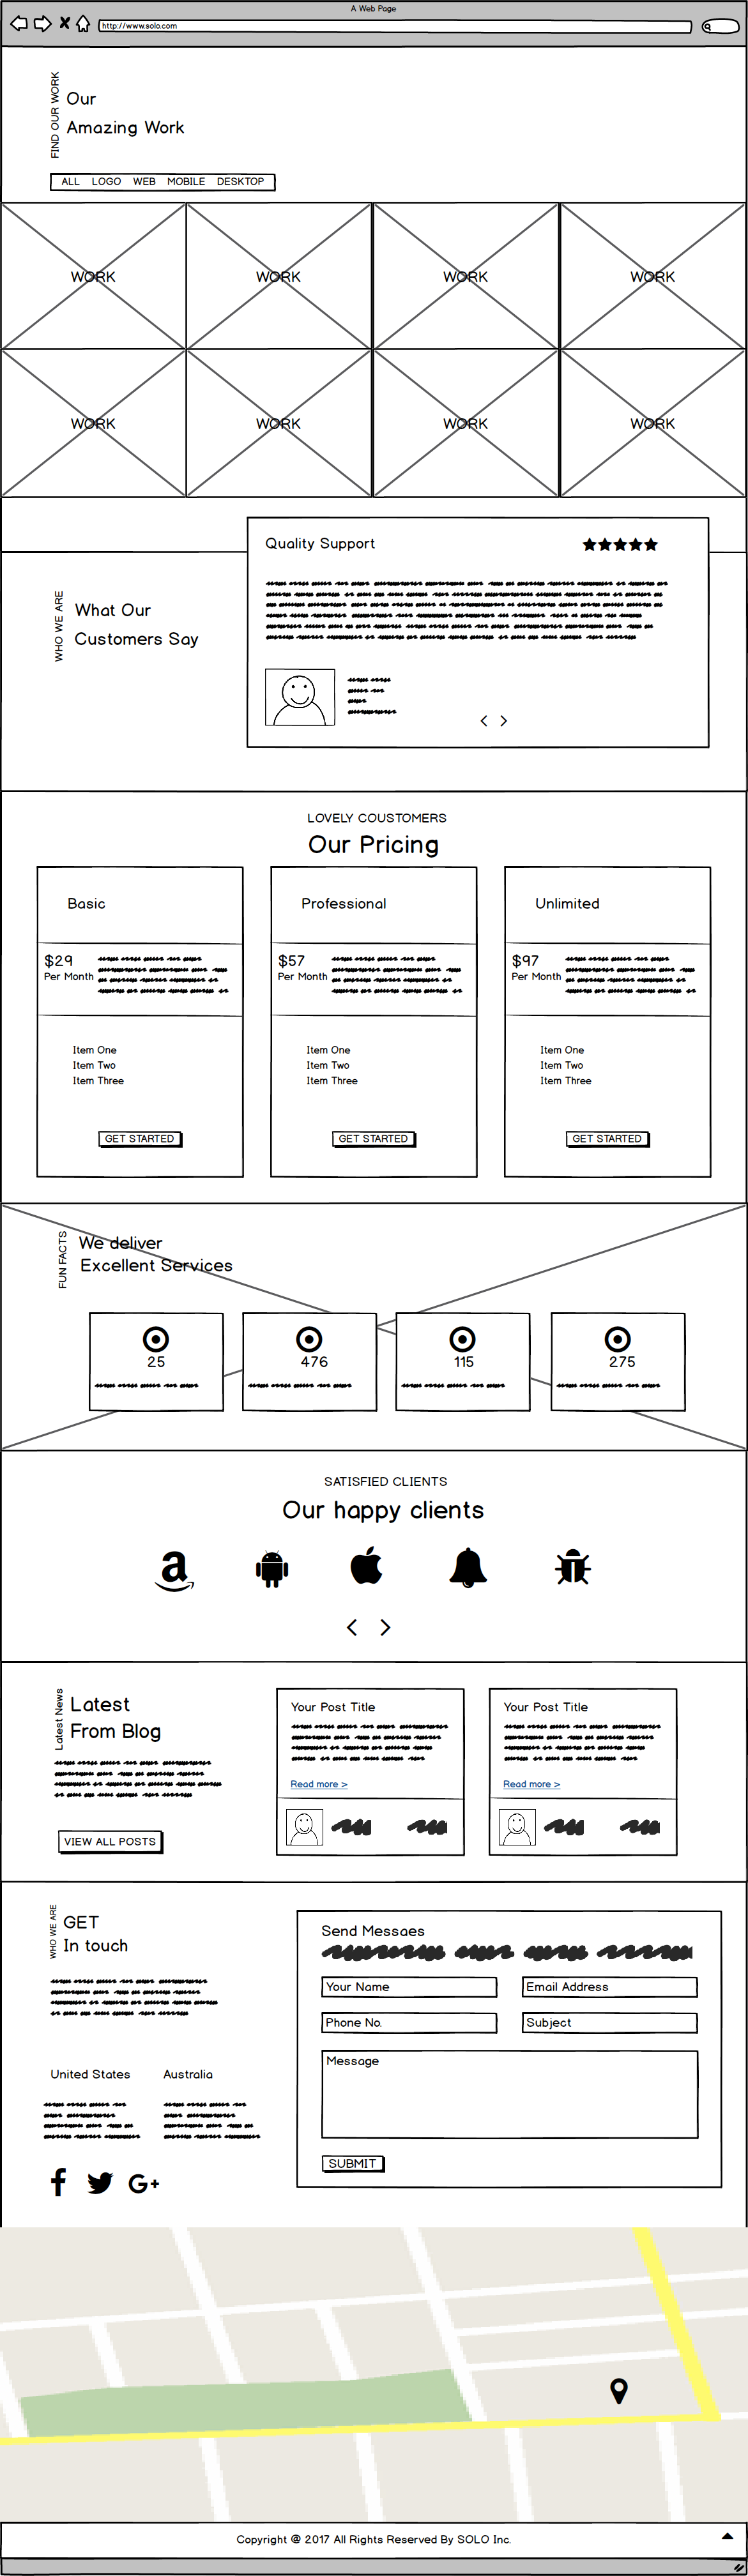 A Web Page
http://www.solo.com
FIND OUR WORK
Our
Amazing Work
ALL LOGO WEB MOBILE DESKTOP
WORK WORK WORK WORK
WORK WORK WORK WORK
Quality Support
WHO WE ARE
What Our
Customers Say
LOVELY COUSTOMERS
Our Pricing
Basic Professional Unlimited
$29 $57 $97
Per Month Per Month Per Month
Item One Item One Item One
Item Two Item Two Item Two
Item Three Item Three Item Three
GET STARTED GET STARTED GET STARTED
FUN FACTS
We deliver
Excellent Services
25 476 115 275
SATISFIED CLIENTS
Our happy clients
a
Latest News
Latest
From Blog
VIEW ALL POSTS
Your Post Title Your Post Title
Read more > Read more >
WHO WE ARE
GET
In touch
United States Australia
f G+
Send Messaes
Your Name Email Address
Phone No. Subject
Message
SUBMIT
Copyright @ 2017 All Rights Reserved By SOLO Inc.